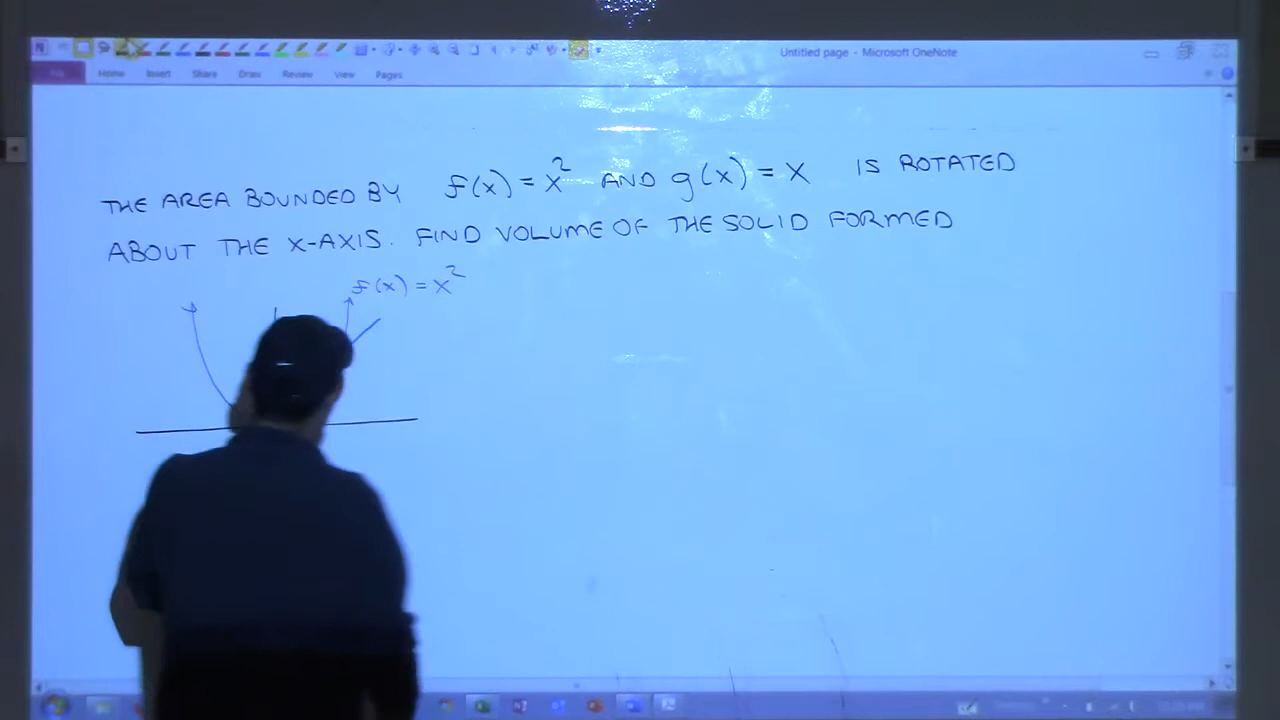 Untitled page - Microsoft OneNote
File Home Insert Share Draw Review View Pages
THE AREA BOUNDED BY f(x) = x² AND g(x) = x IS ROTATED
ABOUT THE X-AXIS. FIND VOLUME OF THE SOLID FORMED
f(x) = x²